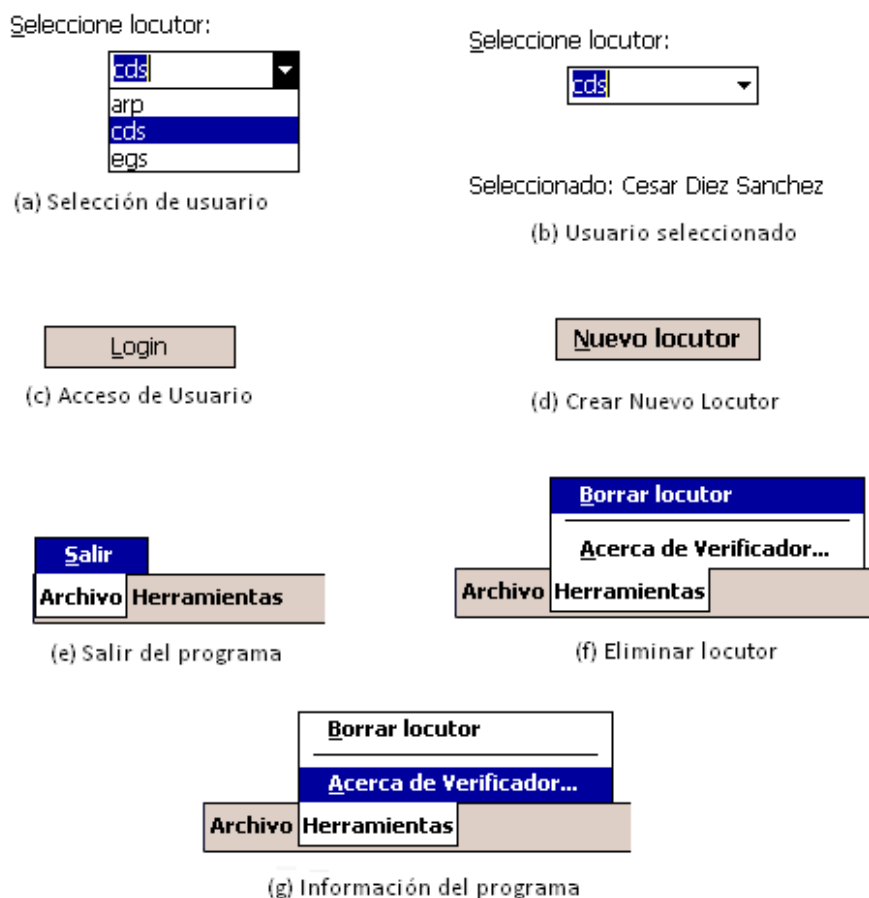 Seleccione locutor:
cds
arp
cds
egs
(a) Selección de usuario
Seleccione locutor:
cds
Seleccionado: Cesar Diez Sanchez
(b) Usuario seleccionado
Login
(c) Acceso de Usuario
Nuevo locutor
(d) Crear Nuevo Locutor
Salir
Archivo Herramientas
(e) Salir del programa
Borrar locutor
Acerca de Verificador...
Archivo Herramientas
(f) Eliminar locutor
Borrar locutor
Acerca de Verificador...
Archivo Herramientas
(g) Información del programa